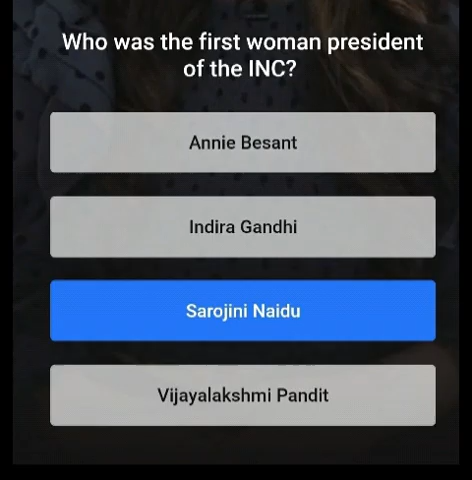 Who was the first woman president
of the INC?
Annie Besant
Indira Gandhi
Sarojini Naidu
Vijayalakshmi Pandit